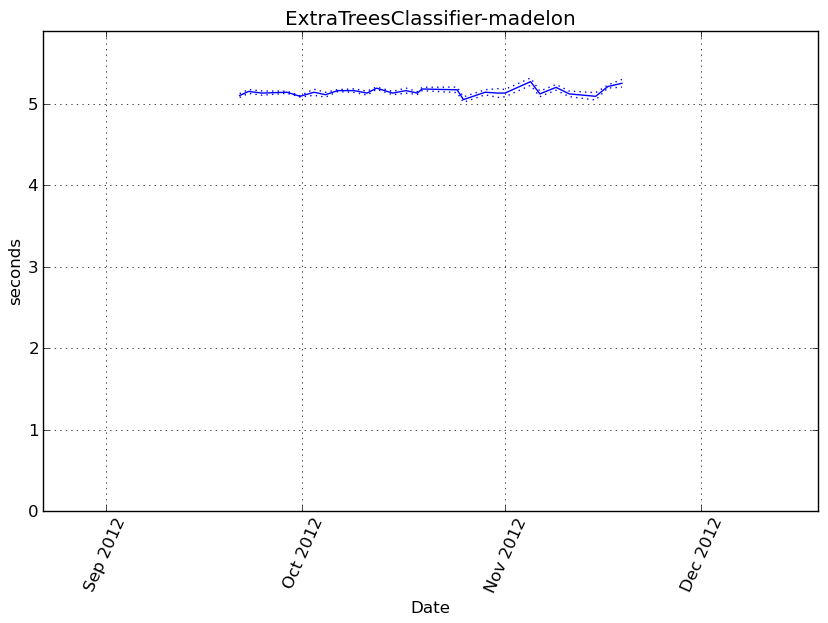 ExtraTreesClassifier-madelon
5
4
3
2
1
0
seconds
Sep 2012
Oct 2012
Nov 2012
Dec 2012
Date